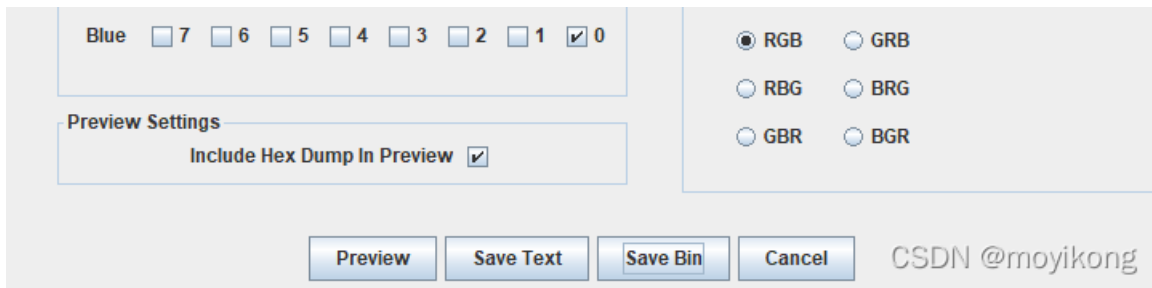 Blue 7 6 5 4 3 2 1 0
RGB GRB
RBG BRG
Preview Settings
Include Hex Dump In Preview
GBR BGR
Preview Save Text Save Bin Cancel
CSDN @moyikong